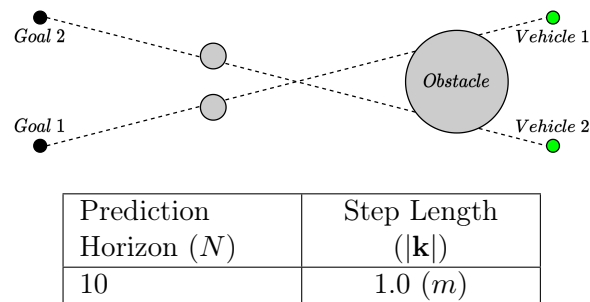 Goal 2
Vehicle 1
Obstacle
Goal 1
Vehicle 2
Prediction Step Length
Horizon (N) (|k|)
10 1.0 (m)